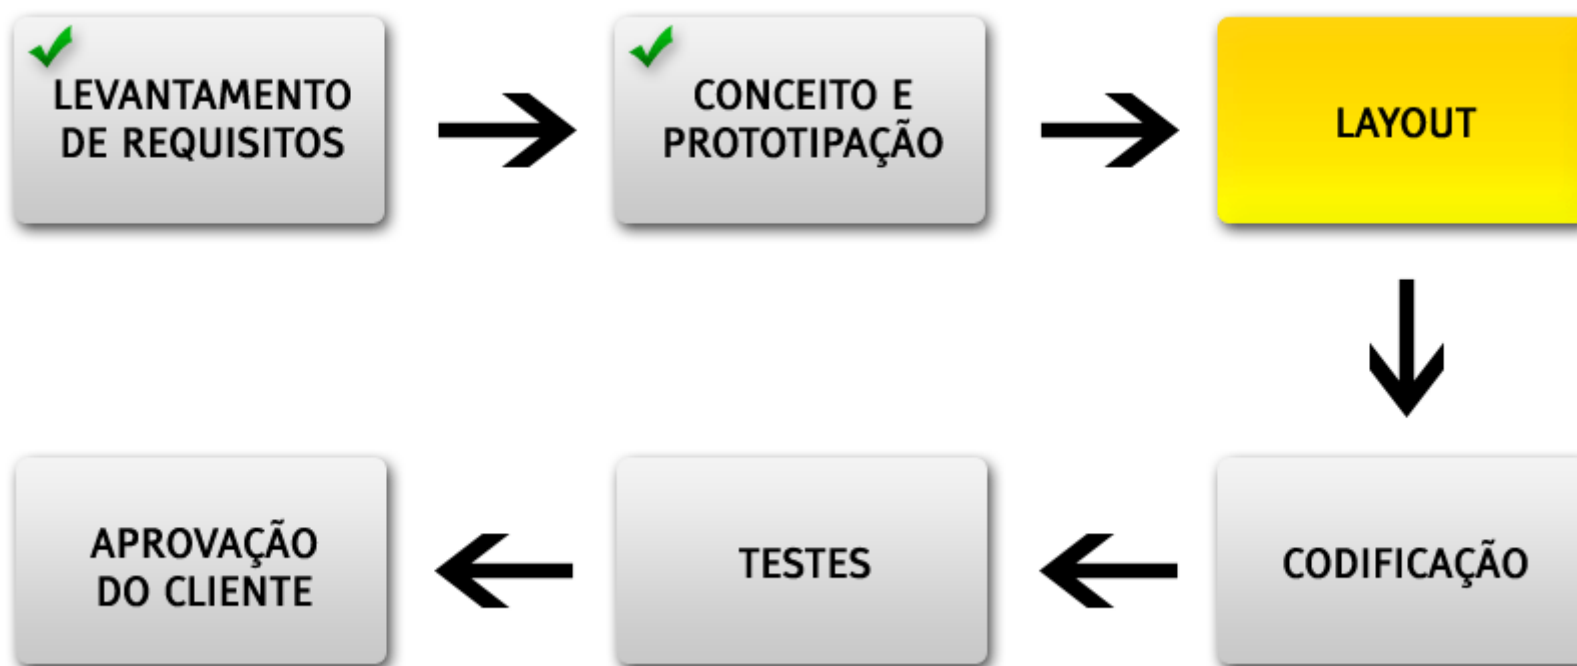 LEVANTAMENTO
DE REQUISITOS
CONCEITO E
PROTOTIPAÇÃO
LAYOUT
CODIFICAÇÃO
TESTES
APROVAÇÃO
DO CLIENTE